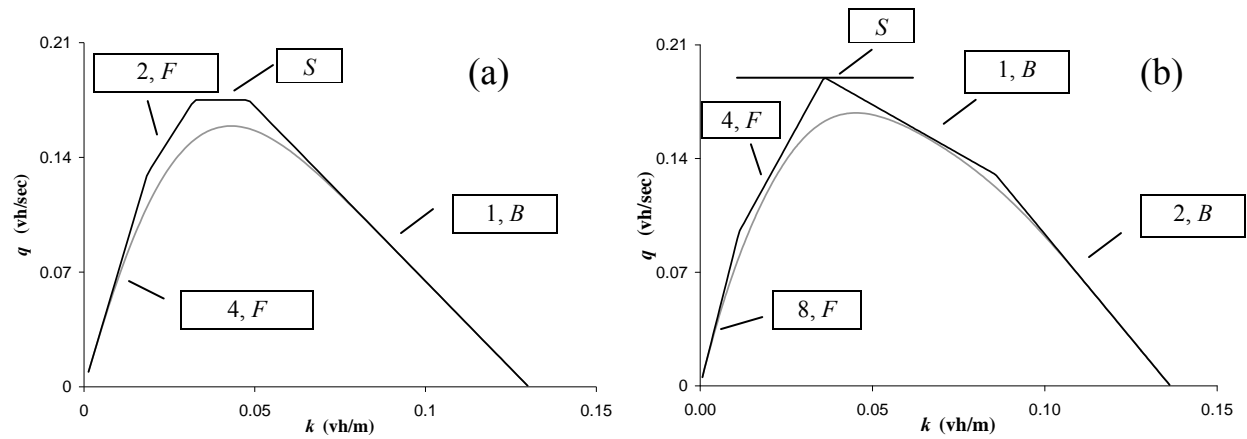 (a)
0.21
0.14
0.07
0
q (vh/sec)
2, F
S
4, F
1, B
0
0.05
0.1
0.15
k (vh/m)
(b)
0.21
0.14
0.07
0
q (vh/sec)
S
1, B
4, F
2, B
8, F
0.00
0.05
0.10
0.15
k (vh/m)